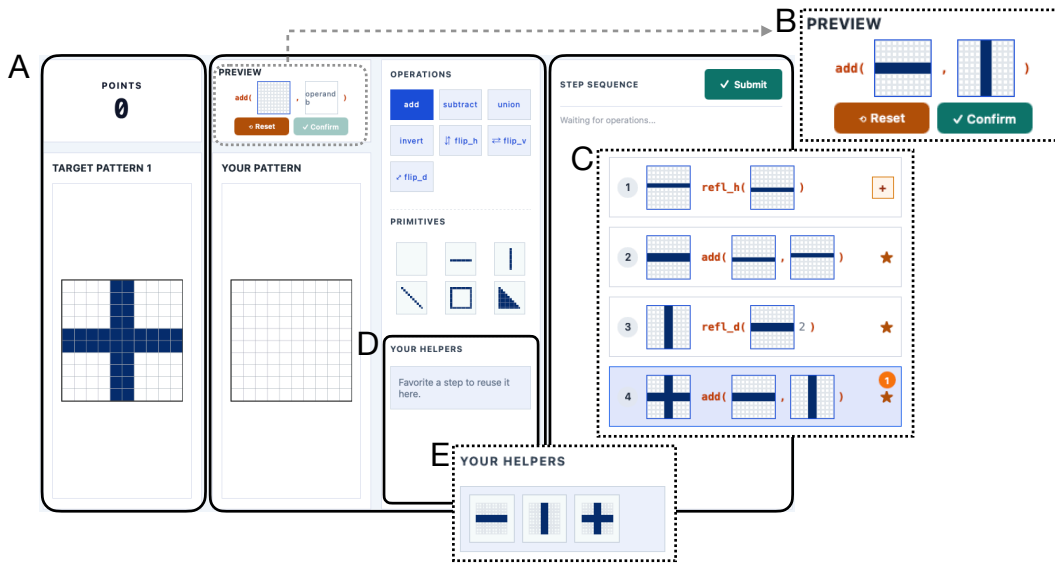 A
POINTS
0
TARGET PATTERN 1
PREVIEW
add( , operand b )
⟲ Reset
✓ Confirm
YOUR PATTERN
OPERATIONS
add
subtract
union
invert
⇵ flip_h
⇄ flip_v
⤢ flip_d
PRIMITIVES
D
YOUR HELPERS
Favorite a step to reuse it
here.
STEP SEQUENCE
✓ Submit
Waiting for operations...
B
PREVIEW
add( , )
⟲ Reset
✓ Confirm
C
1 refl_h( ) +
2 add( , ) ★
3 refl_d( 2 ) ★
1
4 add( , ) ★
E
YOUR HELPERS